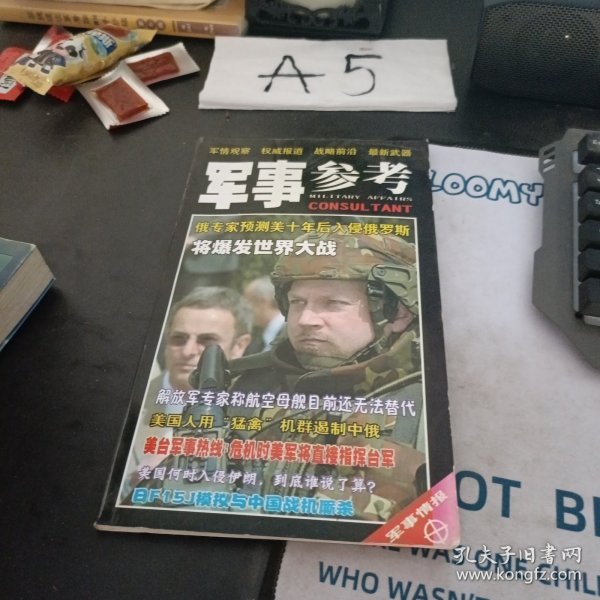 A5
军情观察 权威报道 战略前沿 最新武器
军事参考
MILITARY AFFAIRS
CONSULTANT
俄专家预测美十年后入侵俄罗斯
将爆发世界大战
解放军专家称航空母舰目前还无法替代
美国人用“猛禽”机群遏制中俄
美台军事热线 危机时美军将直接指挥台军
美国何时入侵伊朗，到底谁说了算？
日F15J模拟与中国战机厮杀
军事情报
LOOMY
OT BE
WAS ONE CHIL
WHO WASN'T
孔夫子旧书网
www.kongfz.com